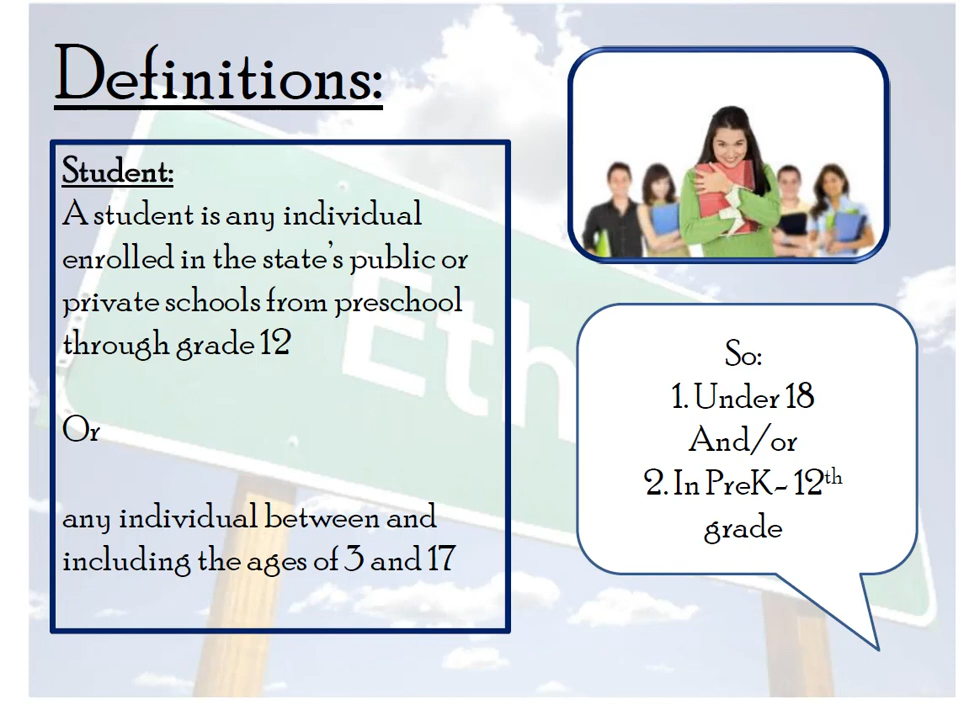 Definitions:
Student:
A student is any individual
enrolled in the state's public or
private schools from preschool
through grade 12
Or
any individual between and
including the ages of 3 and 17
So:
1. Under 18
And/or
2. In PreK- 12th
grade
Eth